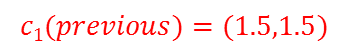 c₁(previous) = (1.5,1.5)